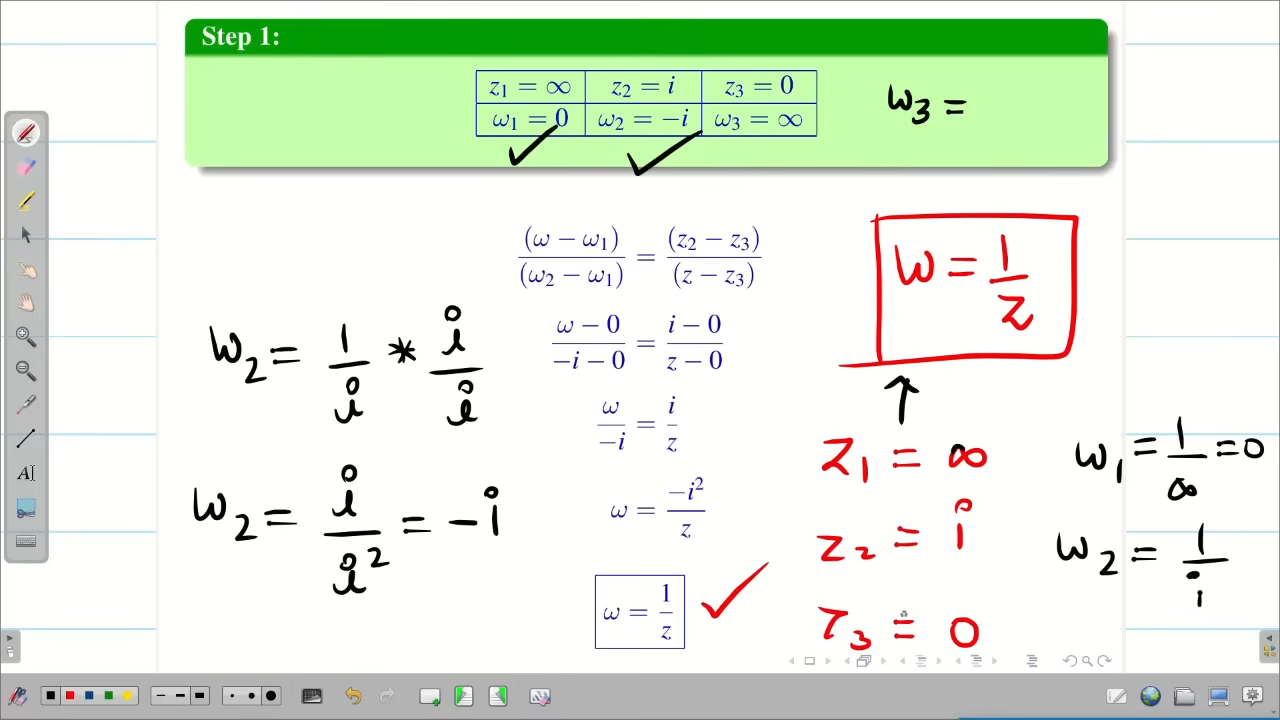 Step 1:
z₁ = ∞ z₂ = i z₃ = 0
ω₁ = 0 ω₂ = −i ω₃ = ∞
w₃ =
(ω − ω₁)/(ω₂ − ω₁) = (z₂ − z₃)/(z − z₃)
w = 1/z
(ω − 0)/(−i − 0) = (i − 0)/(z − 0)
w₂ = 1/i * i/i
ω/−i = i/z
z₁ = ∞
w₁ = 1/∞ = 0
w₂ = i/i² = −i
ω = −i²/z
z₂ = i
w₂ = 1/i
ω = 1/z
z₃ = 0